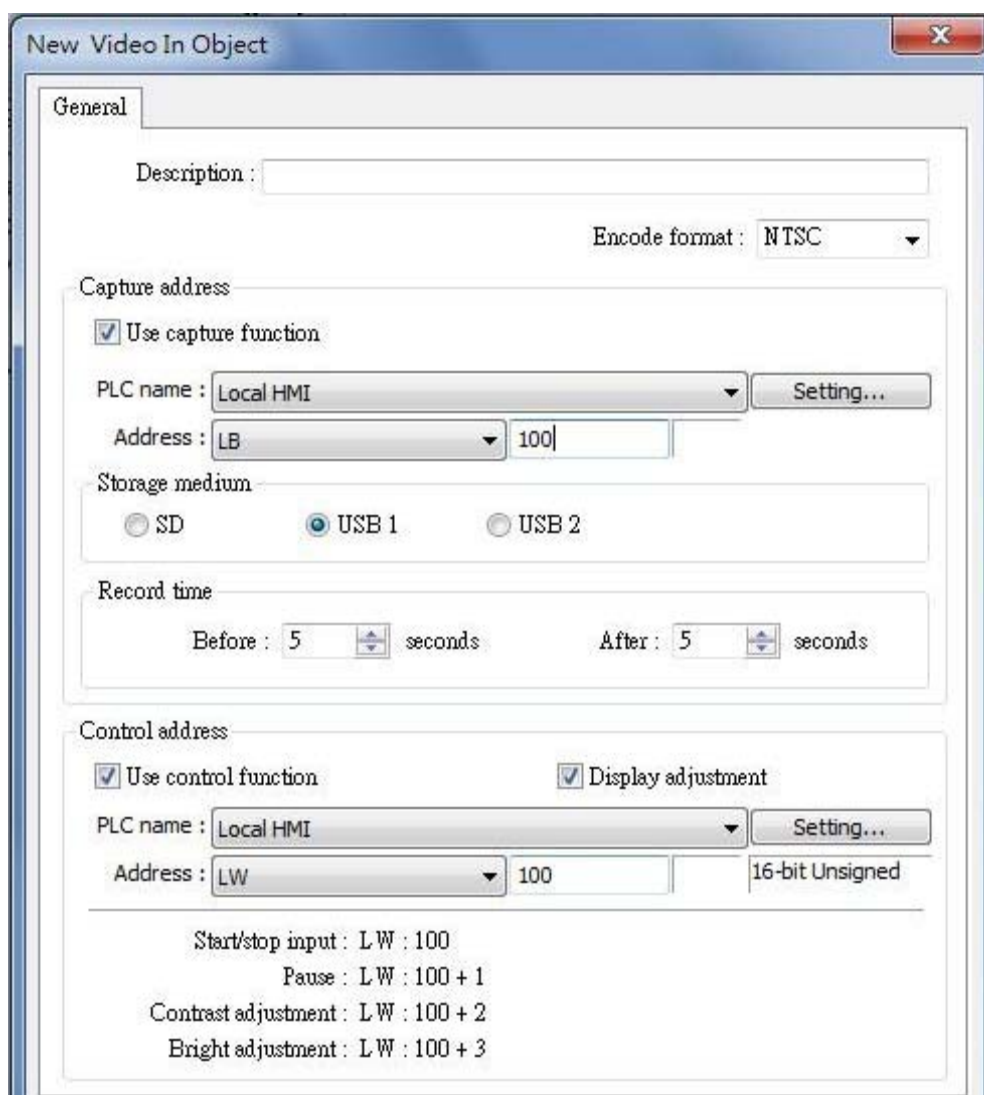 New Video In Object
General
Description :
Encode format : NTSC
Capture address
Use capture function
PLC name : Local HMI Setting...
Address : LB 100
Storage medium
SD USB 1 USB 2
Record time
Before : 5 seconds After : 5 seconds
Control address
Use control function Display adjustment
PLC name : Local HMI Setting...
Address : LW 100 16-bit Unsigned
Start/stop input : LW : 100
Pause : LW : 100 + 1
Contrast adjustment : LW : 100 + 2
Bright adjustment : LW : 100 + 3